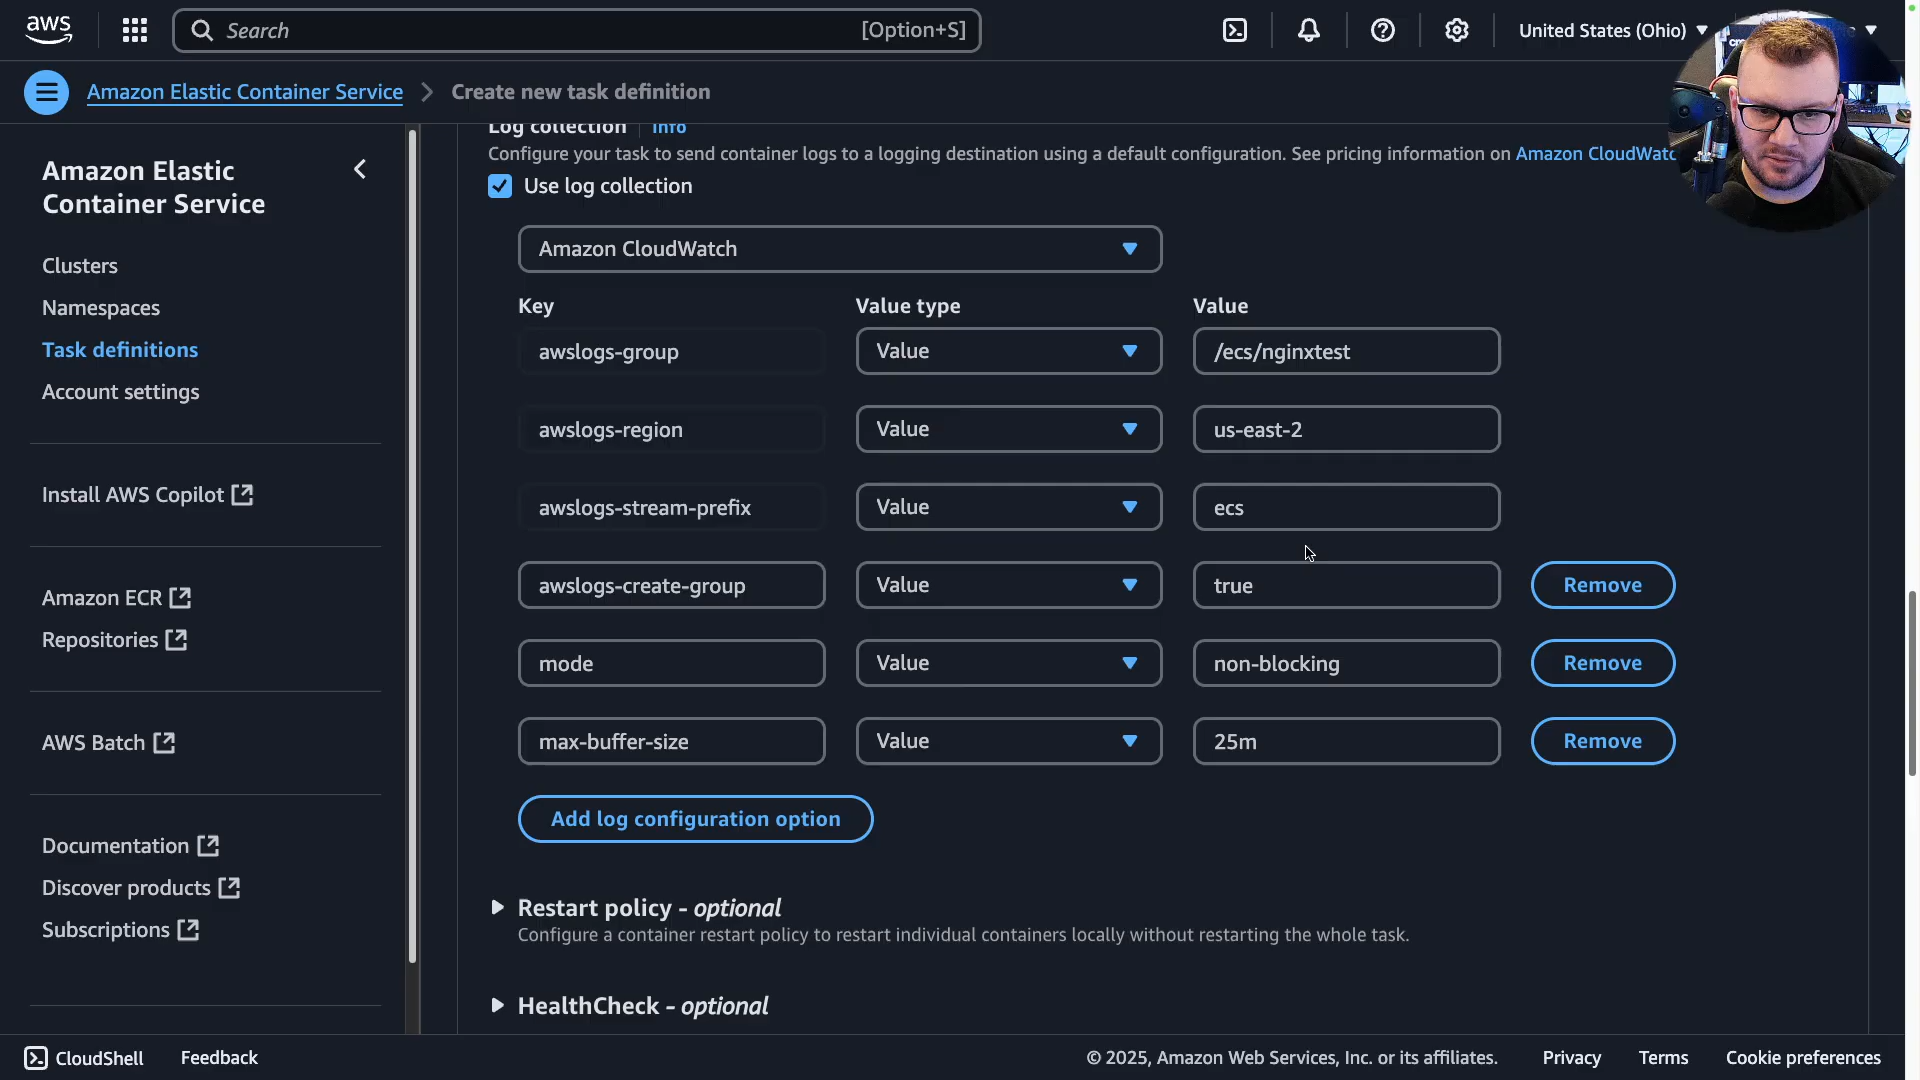 aws
Search [Option+S]
United States (Ohio)
Amazon Elastic Container Service
Create new task definition
Amazon Elastic
Container Service
Clusters
Namespaces
Task definitions
Account settings
Install AWS Copilot
Amazon ECR
Repositories
AWS Batch
Documentation
Discover products
Subscriptions
Log collection Info
Configure your task to send container logs to a logging destination using a default configuration. See pricing information on Amazon
Use log collection
Amazon CloudWatch
Key Value type Value
awslogs-group Value /ecs/nginxtest
awslogs-region Value us-east-2
awslogs-stream-prefix Value ecs
awslogs-create-group Value true Remove
mode Value non-blocking Remove
max-buffer-size Value 25m Remove
Add log configuration option
Restart policy - optional
Configure a container restart policy to restart individual containers locally without restarting the whole task.
HealthCheck - optional
CloudShell Feedback © 2025, Amazon Web Services, Inc. or its affiliates. Privacy Terms Cookie preferences